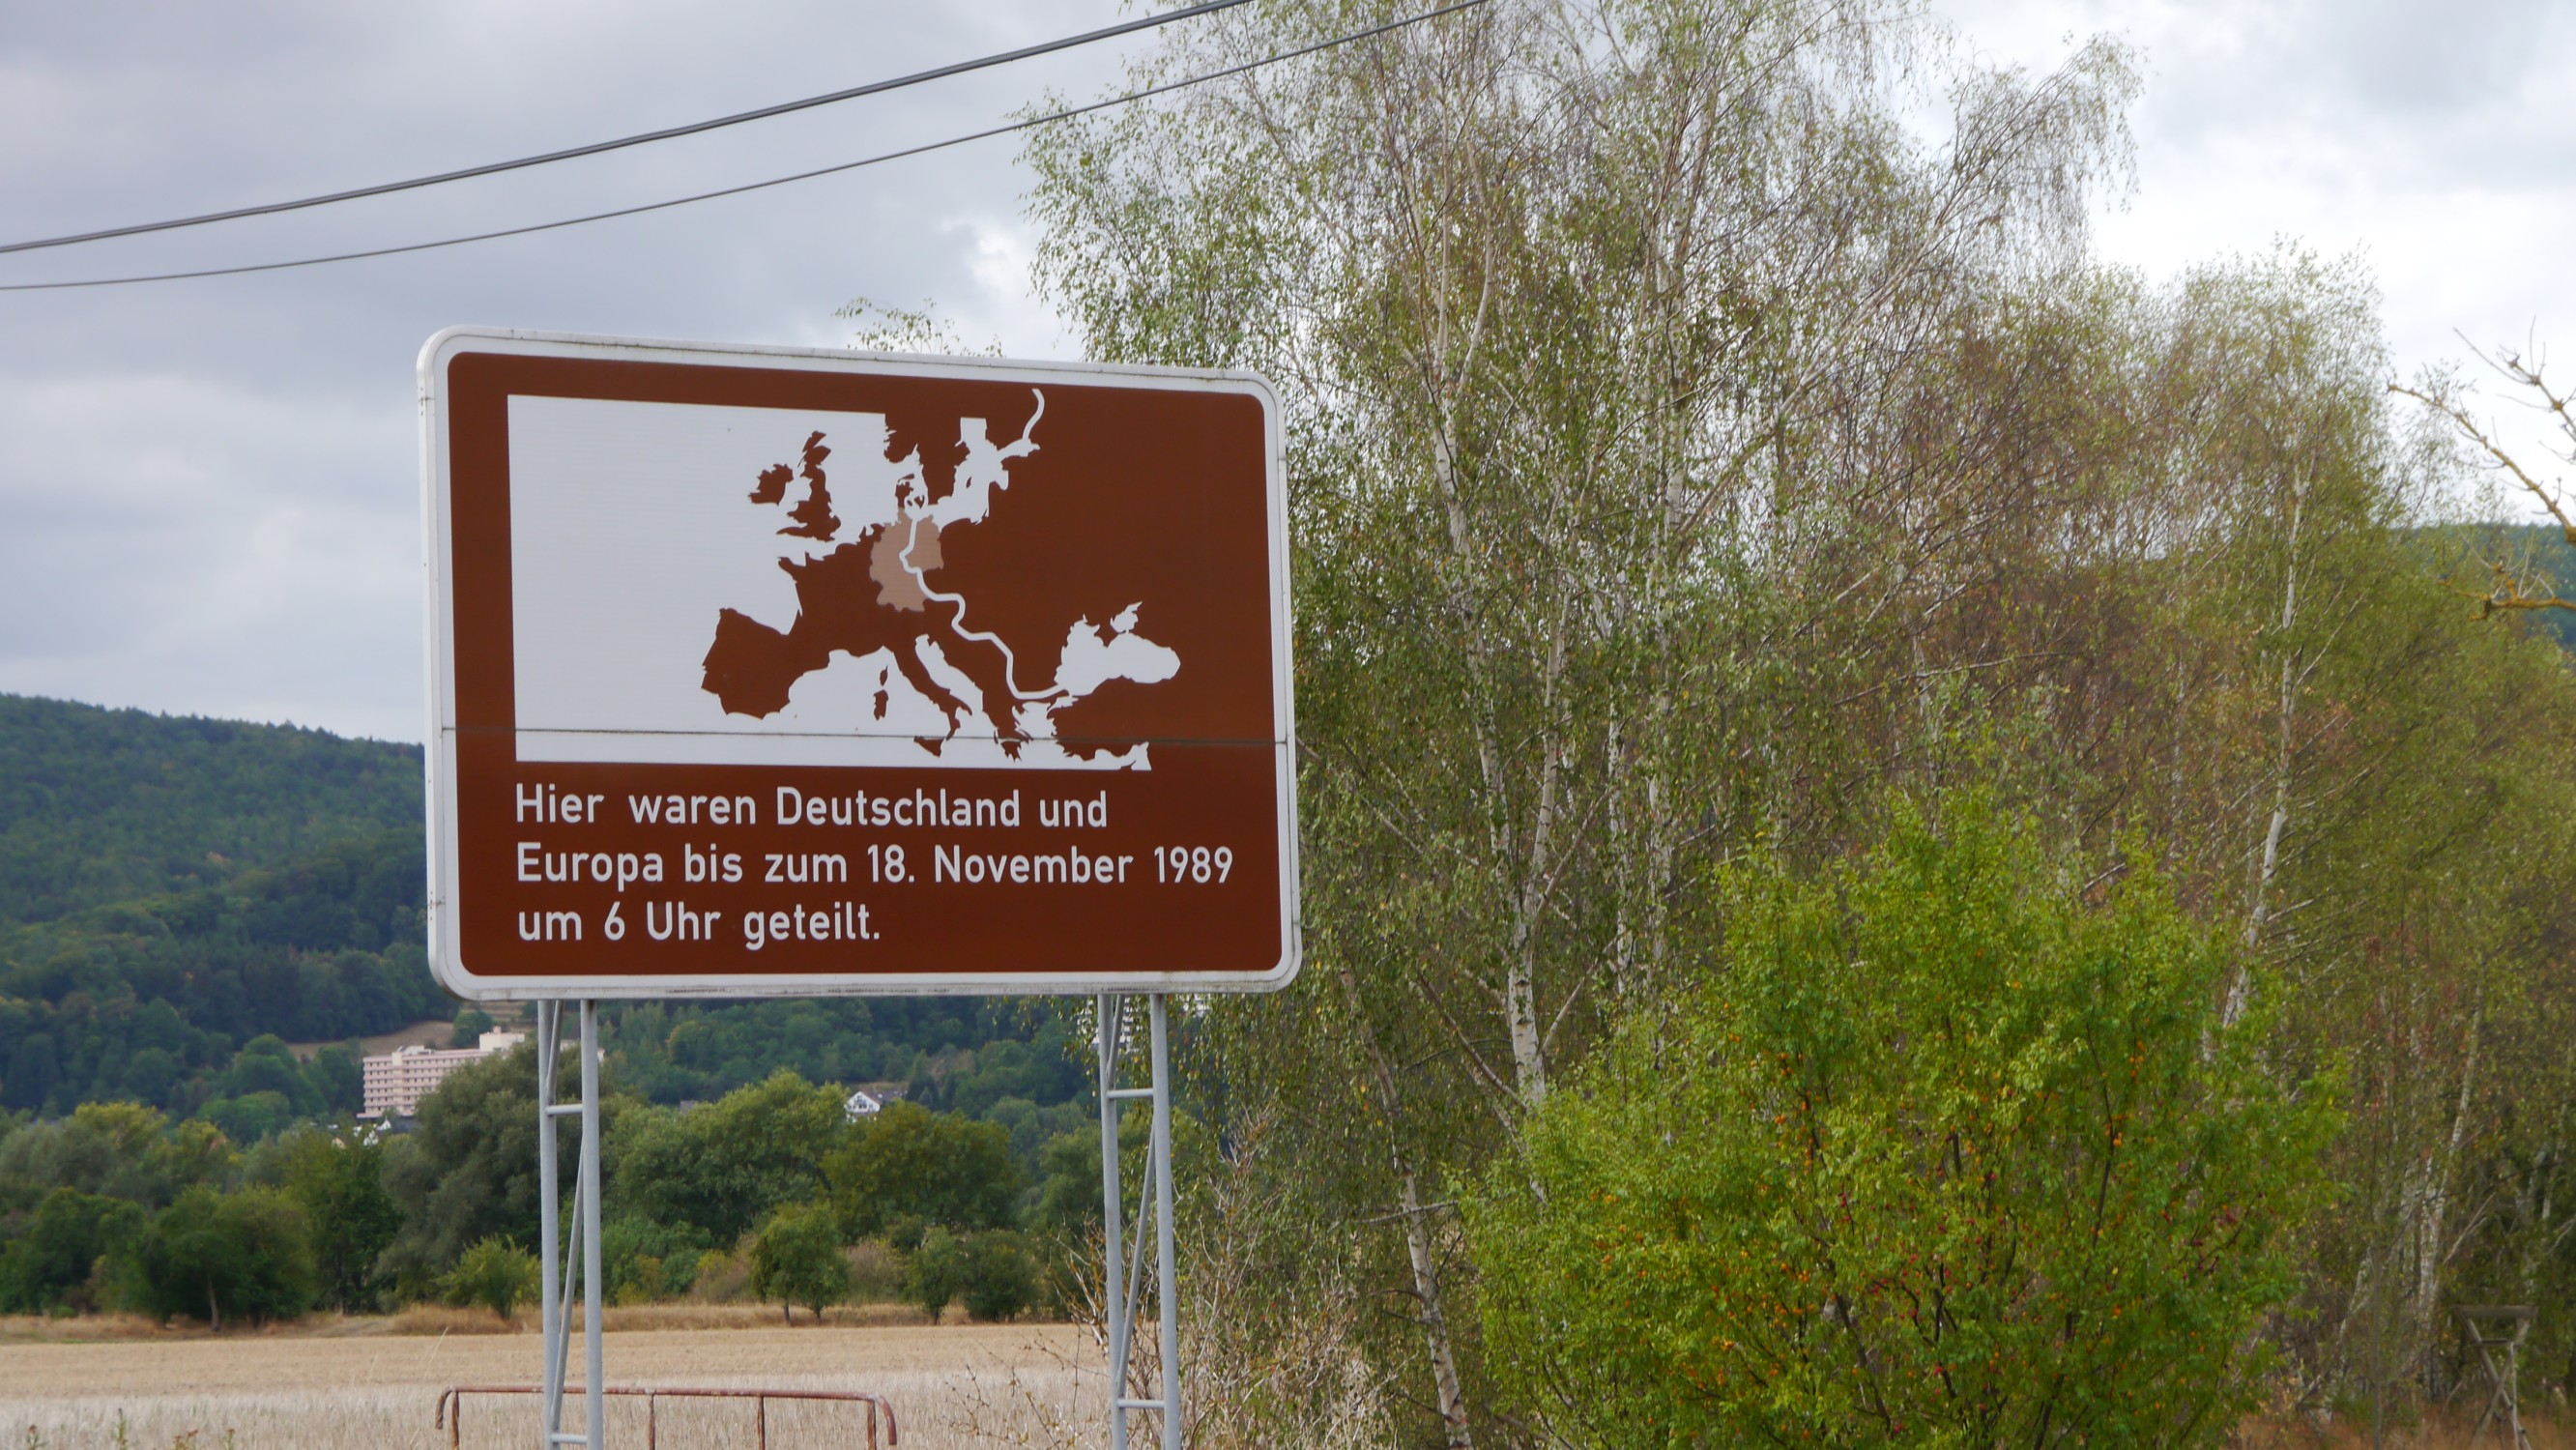 Hier waren Deutschland und
Europa bis zum 18. November 1989
um 6 Uhr geteilt.